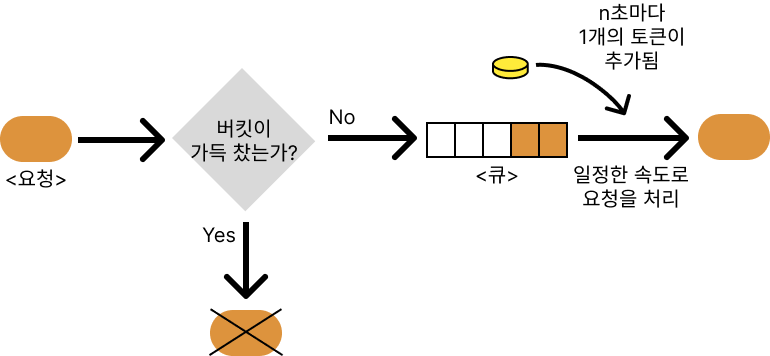 n초마다
1개의 토큰이
추가됨
버킷이
가득 찼는가?
No
<요청>
<큐>
일정한 속도로
요청을 처리
Yes